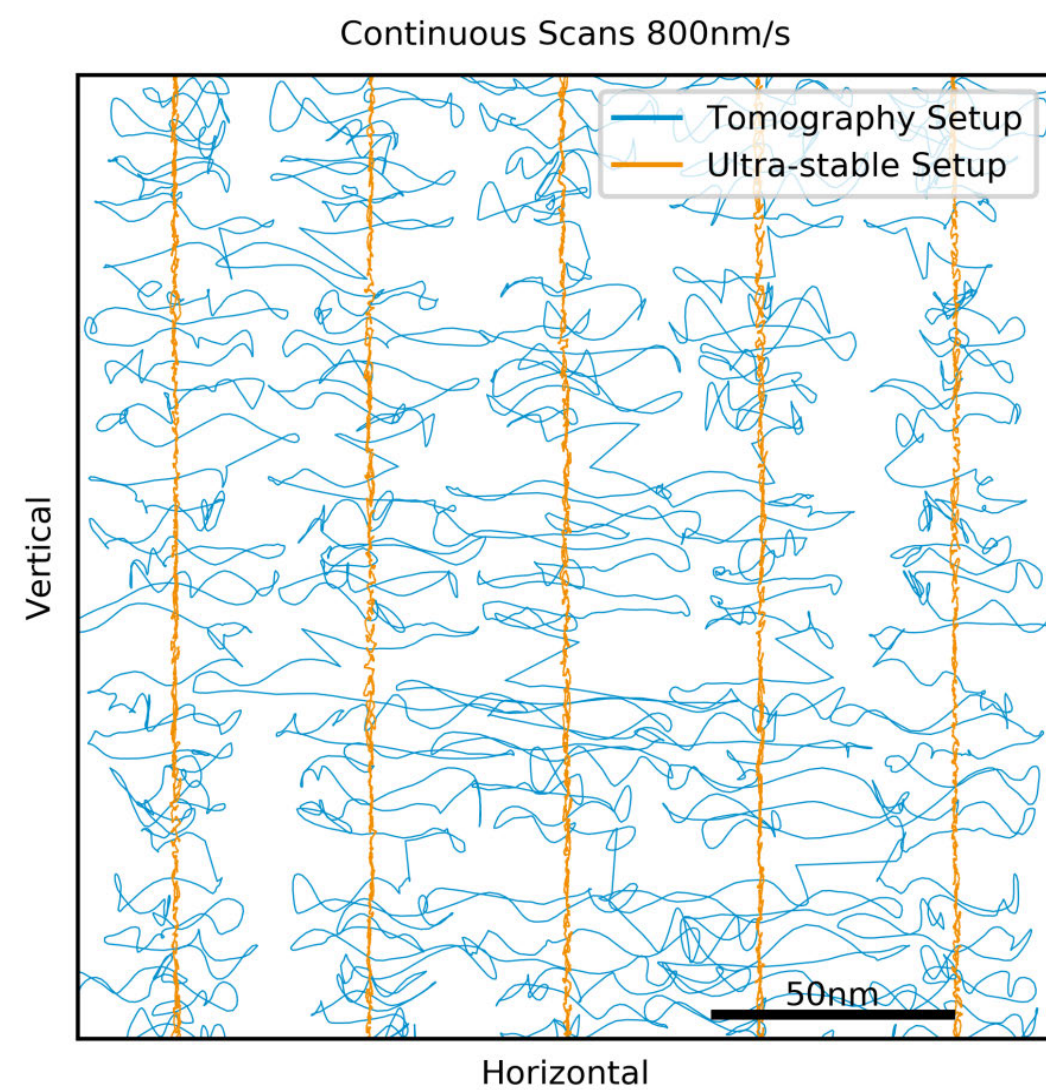 Continuous Scans 800nm/s
Tomography Setup
Ultra-stable Setup
Vertical
50nm
Horizontal